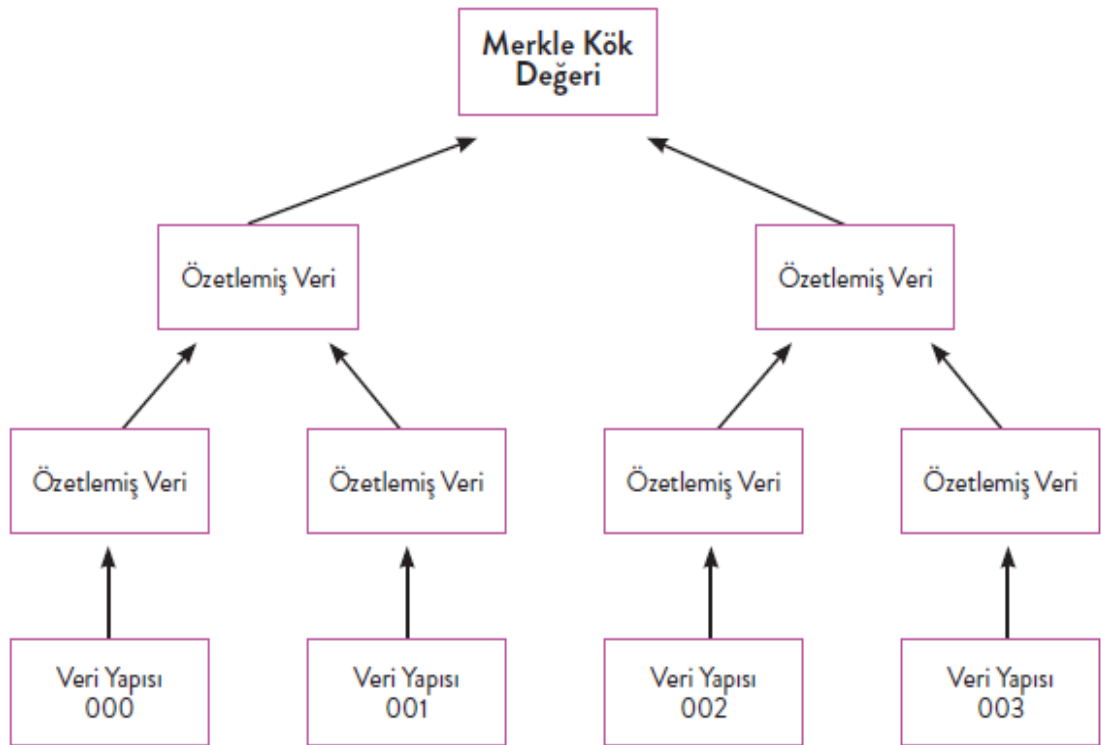 Merkle Kök
Değeri
Özetlemiş Veri
Özetlemiş Veri
Özetlemiş Veri
Özetlemiş Veri
Özetlemiş Veri
Özetlemiş Veri
Veri Yapısı
000
Veri Yapısı
001
Veri Yapısı
002
Veri Yapısı
003